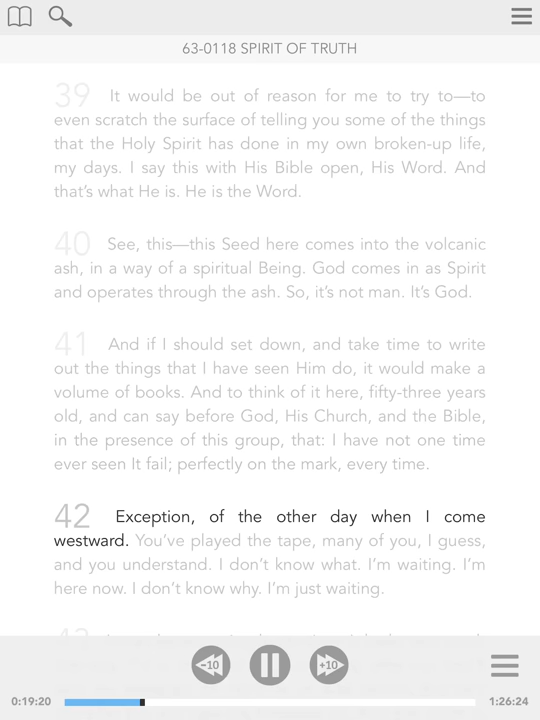 63-0118 SPIRIT OF TRUTH
39 It would be out of reason for me to try to—to
even scratch the surface of telling you some of the things
that the Holy Spirit has done in my own broken-up life,
my days. I say this with His Bible open, His Word. And
that's what He is. He is the Word.
40 See, this—this Seed here comes into the volcanic
ash, in a way of a spiritual Being. God comes in as Spirit
and operates through the ash. So, it's not man. It's God.
41 And if I should set down, and take time to write
out the things that I have seen Him do, it would make a
volume of books. And to think of it here, fifty-three years
old, and can say before God, His Church, and the Bible,
in the presence of this group, that: I have not one time
ever seen It fail; perfectly on the mark, every time.
42 Exception, of the other day when I come
westward. You've played the tape, many of you, I guess,
and you understand. I don't know what. I'm waiting. I'm
here now. I don't know why. I'm just waiting.
43
-10 +10
0:19:20 1:26:24